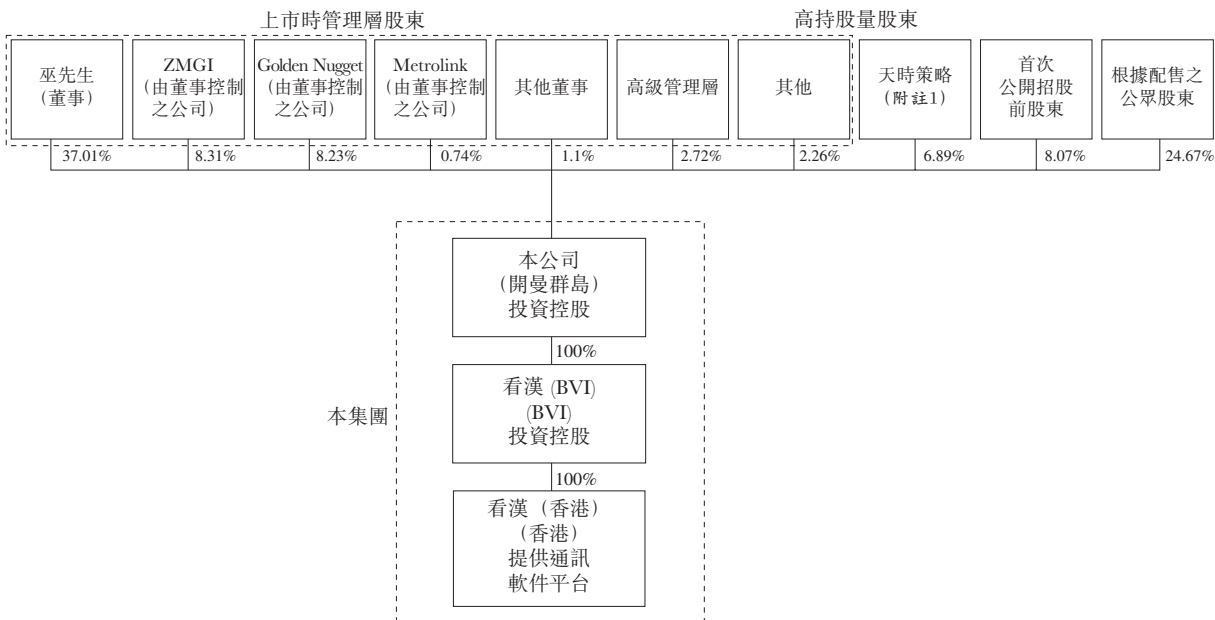 上市時管理層股東
高持股量股東
巫先生
(董事)
ZMGI
(由董事控制
之公司)
Golden Nugget
(由董事控制
之公司)
Metrolink
(由董事控制
之公司)
其他董事
高級管理層
其他
天時策略
(附註1)
首次
公開招股
前股東
根據配售之
公眾股東
37.01%
8.31%
8.23%
0.74%
1.1%
2.72%
2.26%
6.89%
8.07%
24.67%
本公司
(開曼群島)
投資控股
100%
看漢 (BVI)
(BVI)
投資控股
本集團
100%
看漢 (香港)
(香港)
提供通訊
軟件平台